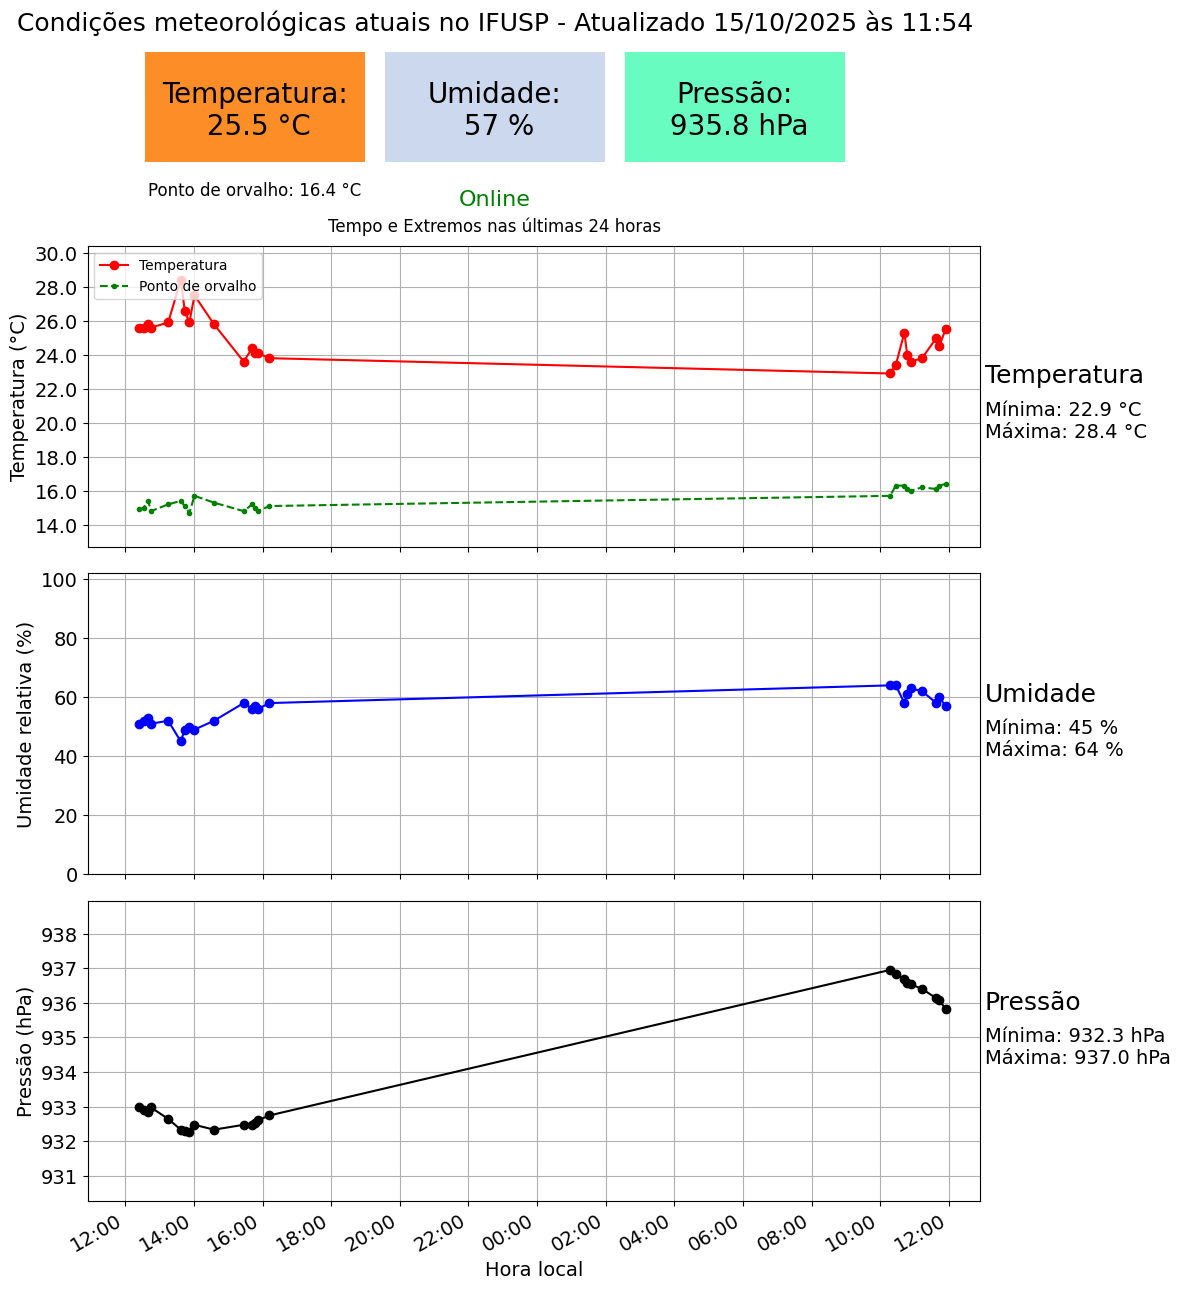 Condições meteorológicas atuais no IFUSP - Atualizado 15/10/2025 às 11:54
Temperatura:
25.5 °C
Umidade:
57 %
Pressão:
935.8 hPa
Ponto de orvalho: 16.4 °C
Online
Tempo e Extremos nas últimas 24 horas
Temperatura (°C)
30.0
28.0
26.0
24.0
22.0
20.0
18.0
16.0
14.0
Temperatura
Ponto de orvalho
Temperatura
Mínima: 22.9 °C
Máxima: 28.4 °C
Umidade relativa (%)
100
80
60
40
20
0
Umidade
Mínima: 45 %
Máxima: 64 %
Pressão (hPa)
938
937
936
935
934
933
932
931
Pressão
Mínima: 932.3 hPa
Máxima: 937.0 hPa
12:00
14:00
16:00
18:00
20:00
22:00
00:00
02:00
04:00
06:00
08:00
10:00
12:00
Hora local